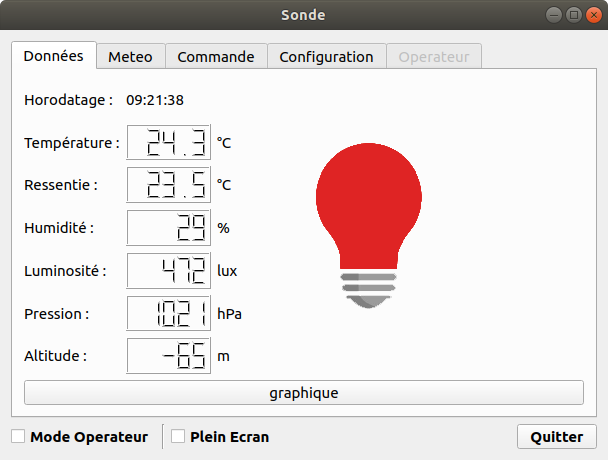 Sonde
Données Meteo Commande Configuration Operateur
Horodatage : 09:21:38
Température : 24.3 °C
Ressentie : 23.5 °C
Humidité : 29 %
Luminosité : 472 lux
Pression : 1021 hPa
Altitude : -65 m
graphique
Mode Operateur Plein Ecran Quitter